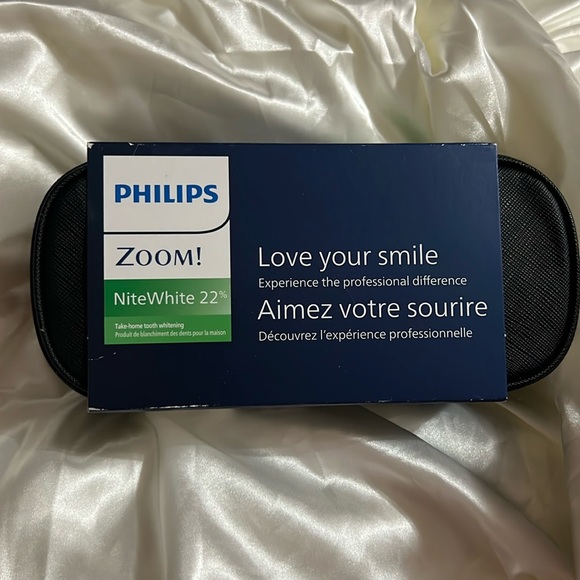 PHILIPS
ZOOM!
NiteWhite 22%
Take-home tooth whitening
Produit de blanchiment des dents pour la maison
Love your smile
Experience the professional difference
Aimez votre sourire
Découvrez l'expérience professionnelle